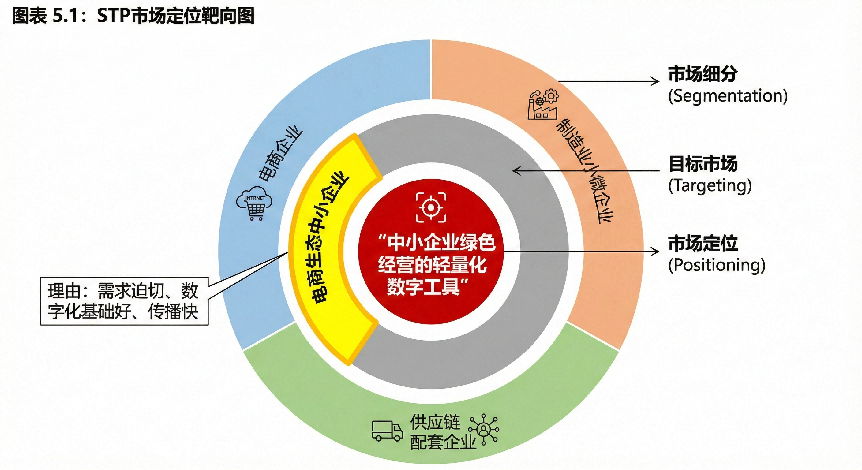 图表 5.1：STP市场定位靶向图
市场细分
(Segmentation)
电商企业
制造业小微企业
INTERNET
目标市场
(Targeting)
电商生态中小企业
“中小企业绿色
经营的轻量化
数字工具”
市场定位
(Positioning)
理由：需求迫切、数
字化基础好、传播快
供应链
配套企业